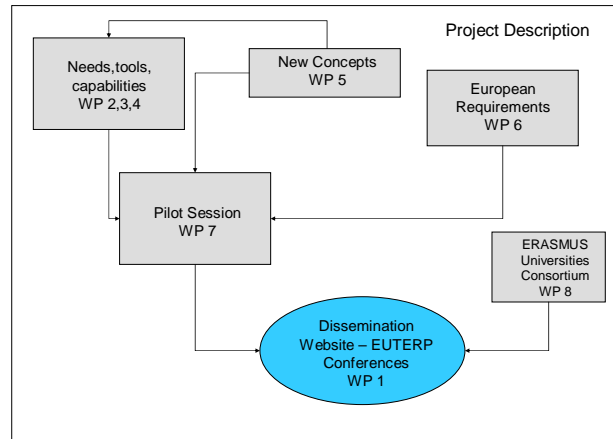 Project Description
Needs,tools,
capabilities
WP 2,3,4
New Concepts
WP 5
European
Requirements
WP 6
Pilot Session
WP 7
ERASMUS
Universities
Consortium
WP 8
Dissemination
Website – EUTERP
Conferences
WP 1